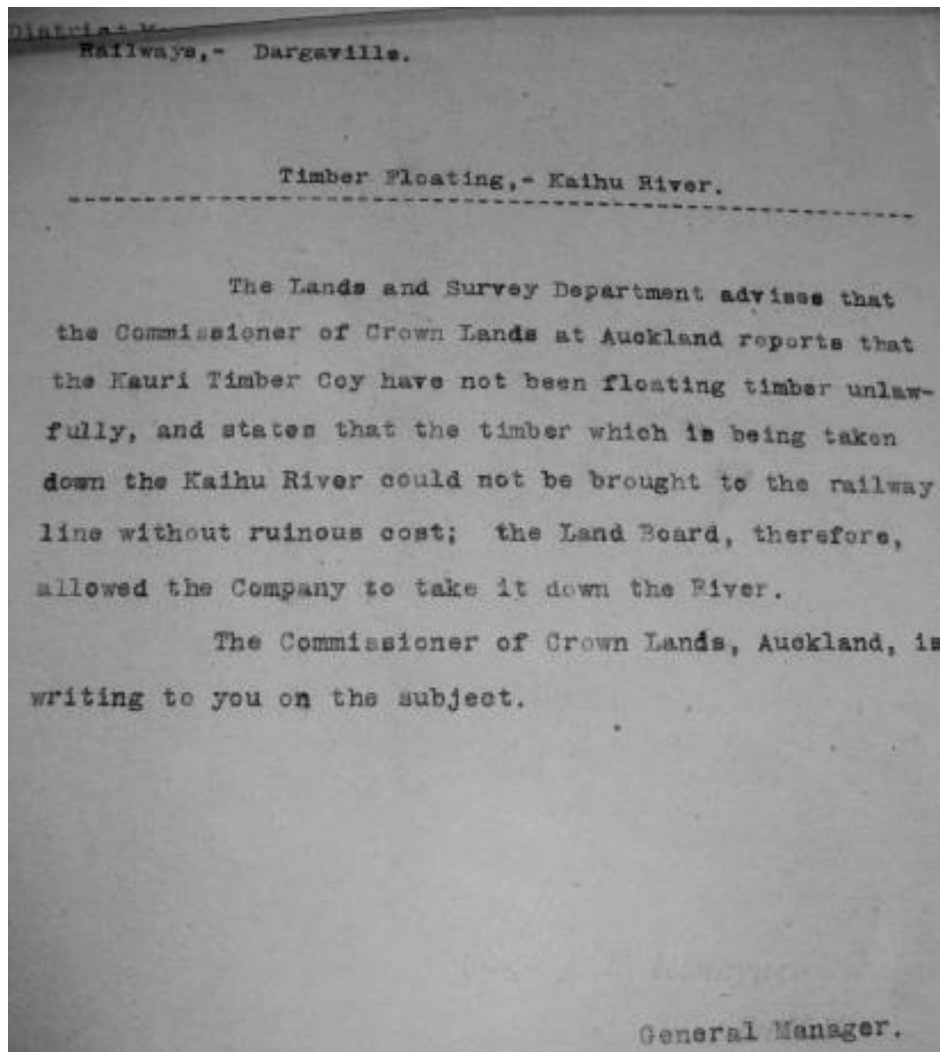 District
Railways,- Dargaville.
Timber Floating,- Kaihu River.
The Lands and Survey Department advises that
the Commissioner of Crown Lands at Auckland reports that
the Kauri Timber Coy have not been floating timber unlaw-
fully, and states that the timber which is being taken
down the Kaihu River could not be brought to the railway
line without ruinous cost; the Land Board, therefore,
allowed the Company to take it down the River.
The Commissioner of Crown Lands, Auckland, is
writing to you on the subject.
General Manager.